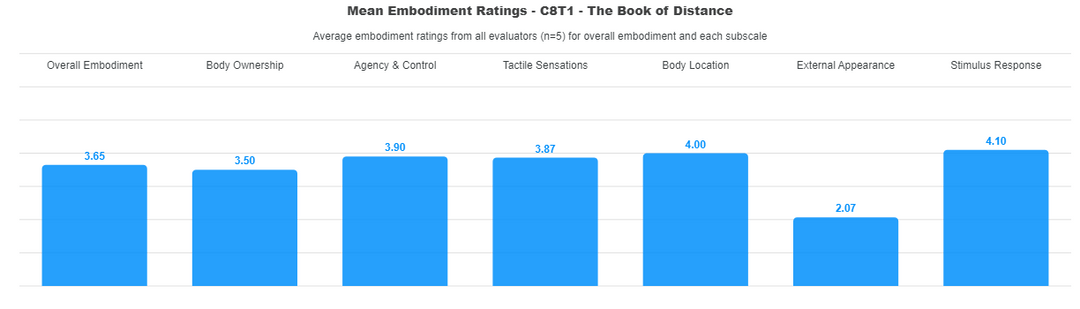 Mean Embodiment Ratings - C8T1 - The Book of Distance
Average embodiment ratings from all evaluators (n=5) for overall embodiment and each subscale
Overall Embodiment Body Ownership Agency & Control Tactile Sensations Body Location External Appearance Stimulus Response
3.65 3.50 3.90 3.87 4.00 2.07 4.10